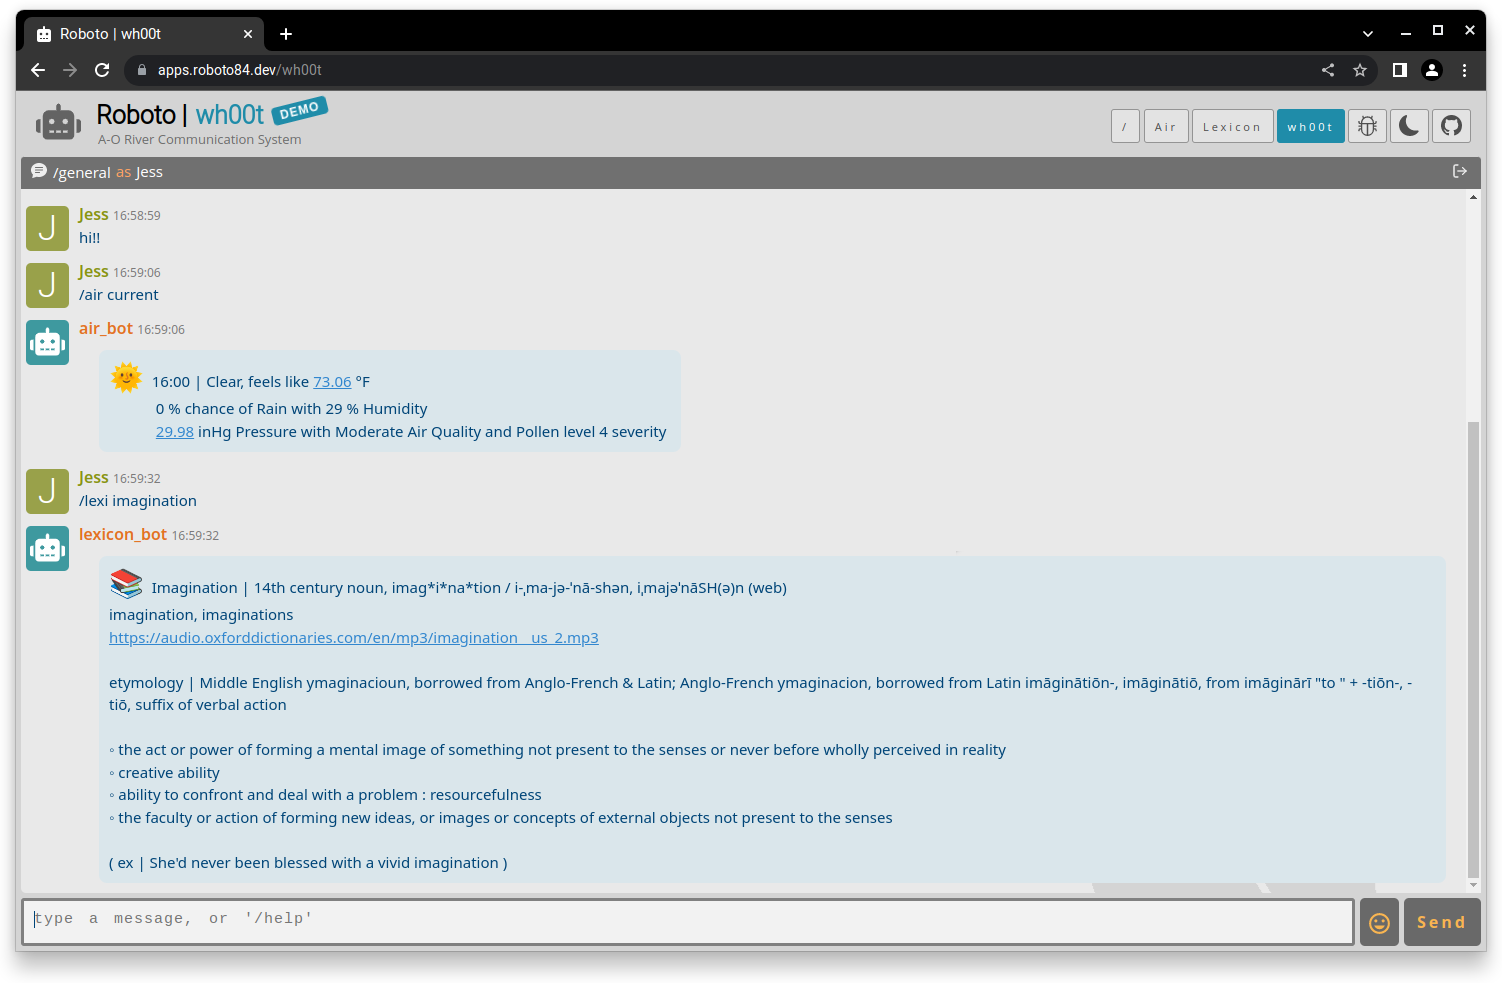 Roboto | wh00t
apps.roboto84.dev/wh00t
Roboto | wh00t DEMO
A-O River Communication System
/ Air Lexicon wh00t
/general as Jess
J
Jess 16:58:59
hi!!
J
Jess 16:59:06
/air current
air_bot 16:59:06
16:00 | Clear, feels like 73.06 °F
0 % chance of Rain with 29 % Humidity
29.98 inHg Pressure with Moderate Air Quality and Pollen level 4 severity
J
Jess 16:59:32
/lexi imagination
lexicon_bot 16:59:32
Imagination | 14th century noun, imag*i*na*tion / i-ˌma-jə-ˈnā-shən, iˌmajəˈnāSH(ə)n (web)
imagination, imaginations
https://audio.oxforddictionaries.com/en/mp3/imagination__us_2.mp3
etymology | Middle English ymaginacioun, borrowed from Anglo-French & Latin; Anglo-French ymaginacion, borrowed from Latin imāginātiōn-, imāginātiō, from imāginārī "to " + -tiōn-, -
tiō, suffix of verbal action
◦ the act or power of forming a mental image of something not present to the senses or never before wholly perceived in reality
◦ creative ability
◦ ability to confront and deal with a problem : resourcefulness
◦ the faculty or action of forming new ideas, or images or concepts of external objects not present to the senses
( ex | She'd never been blessed with a vivid imagination )
type a message, or '/help'
Send